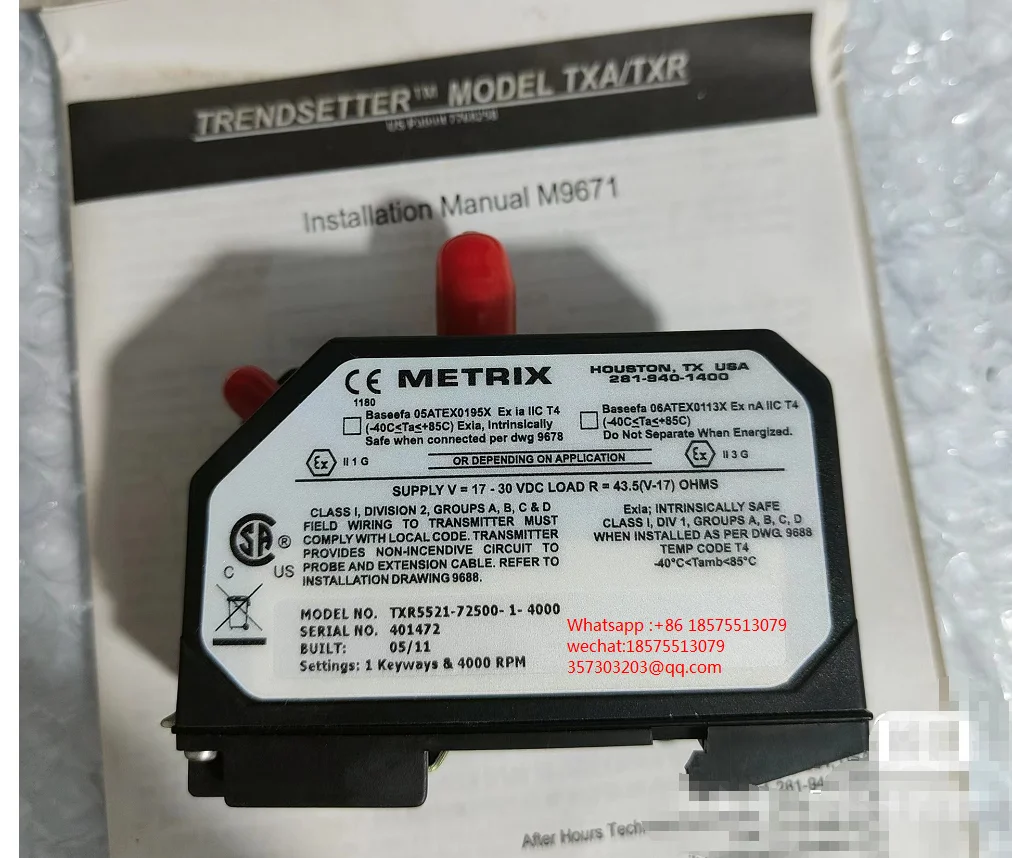 TRENDSETTER™ MODEL TXA/TXR
Installation Manual M9671
CE METRIX
1180
HOUSTON, TX USA
281-940-1400
Baseefa 05ATEX0195X Ex ia IIC T4
(-40C≤Ta≤+85C) Exia, Intrinsically
Safe when connected per dwg 9678
Baseefa 06ATEX0113X Ex nA IIC T4
(-40C≤Ta≤+85C)
Do Not Separate When Energized.
Ex II 1 G
OR DEPENDING ON APPLICATION
Ex II 3 G
SUPPLY V = 17 - 30 VDC LOAD R = 43.5(V-17) OHMS
CLASS I, DIVISION 2, GROUPS A, B, C & D
FIELD WIRING TO TRANSMITTER MUST
COMPLY WITH LOCAL CODE. TRANSMITTER
PROVIDES NON-INCENDIVE CIRCUIT TO
PROBE AND EXTENSION CABLE. REFER TO
INSTALLATION DRAWING 9688.
Exia; INTRINSICALLY SAFE
CLASS I, DIV 1, GROUPS A, B, C, D
WHEN INSTALLED AS PER DWG. 9688
TEMP CODE T4
-40°C<Tamb<85°C
SA ®
C US
MODEL NO. TXR5521-72500-1-4000
SERIAL NO. 401472
BUILT: 05/11
Settings: 1 Keyways & 4000 RPM
Whatsapp :+86 18575513079
wechat:18575513079
357303203@qq.com
281-94
After Hours Tech